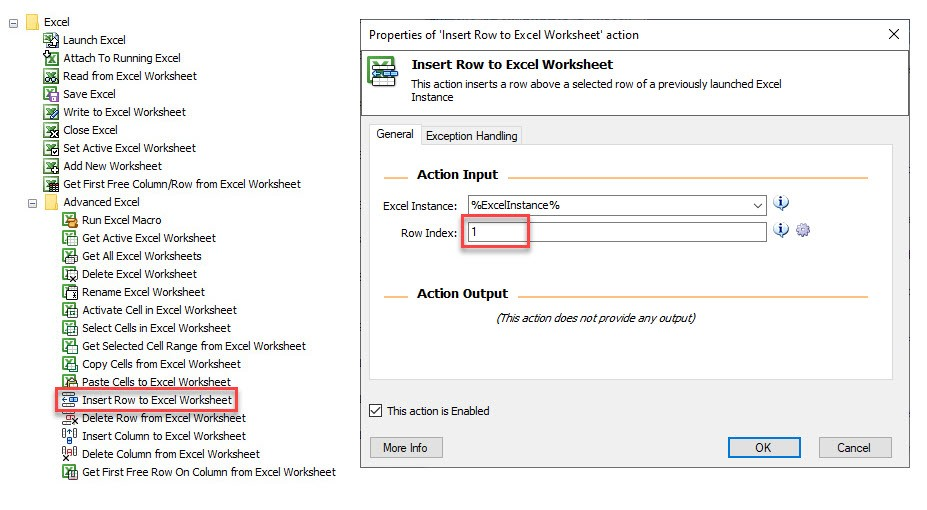 Excel
Launch Excel
Attach To Running Excel
Read from Excel Worksheet
Save Excel
Write to Excel Worksheet
Close Excel
Set Active Excel Worksheet
Add New Worksheet
Get First Free Column/Row from Excel Worksheet
Advanced Excel
Run Excel Macro
Get Active Excel Worksheet
Get All Excel Worksheets
Delete Excel Worksheet
Rename Excel Worksheet
Activate Cell in Excel Worksheet
Select Cells in Excel Worksheet
Get Selected Cell Range from Excel Worksheet
Copy Cells from Excel Worksheet
Paste Cells to Excel Worksheet
Insert Row to Excel Worksheet
Delete Row from Excel Worksheet
Insert Column to Excel Worksheet
Delete Column from Excel Worksheet
Get First Free Row On Column from Excel Worksheet
Properties of 'Insert Row to Excel Worksheet' action
Insert Row to Excel Worksheet
This action inserts a row above a selected row of a previously launched Excel
Instance
General Exception Handling
Action Input
Excel Instance: %ExcelInstance%
Row Index: 1
Action Output
(This action does not provide any output)
This action is Enabled
More Info OK Cancel